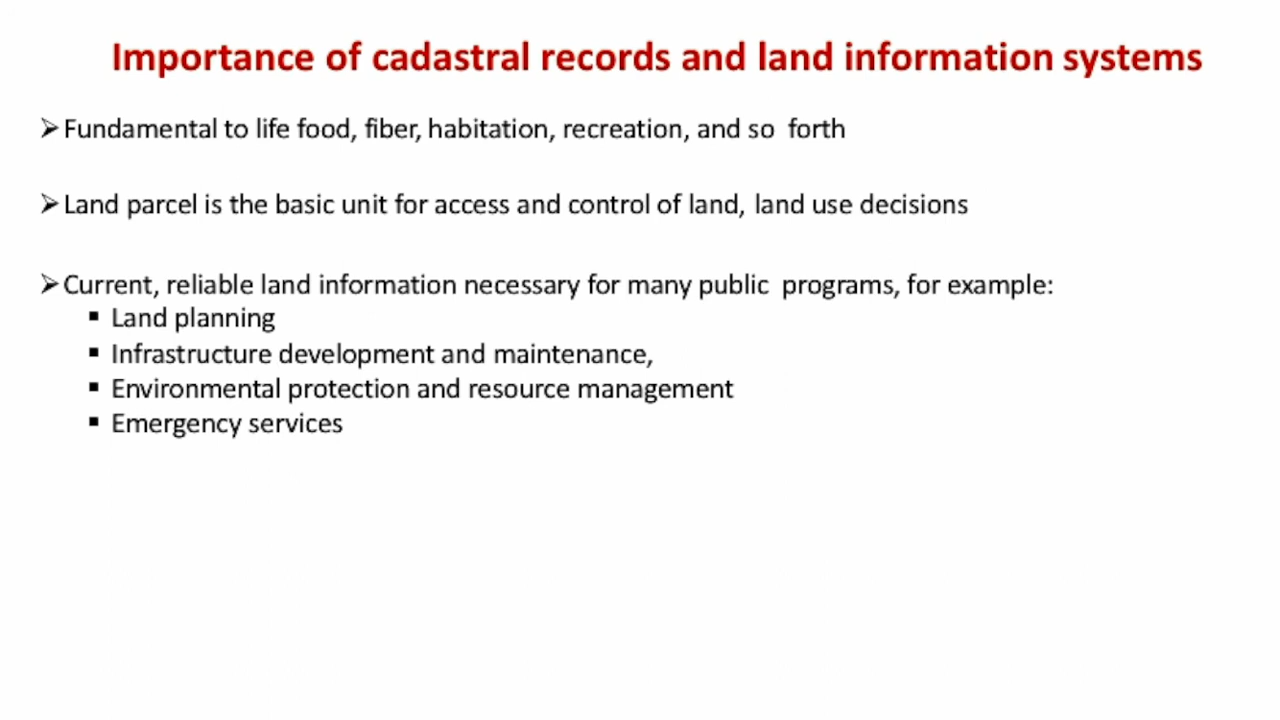 Importance of cadastral records and land information systems
➢Fundamental to life food, fiber, habitation, recreation, and so forth
➢Land parcel is the basic unit for access and control of land, land use decisions
➢Current, reliable land information necessary for many public programs, for example:
▪ Land planning
▪ Infrastructure development and maintenance,
▪ Environmental protection and resource management
▪ Emergency services